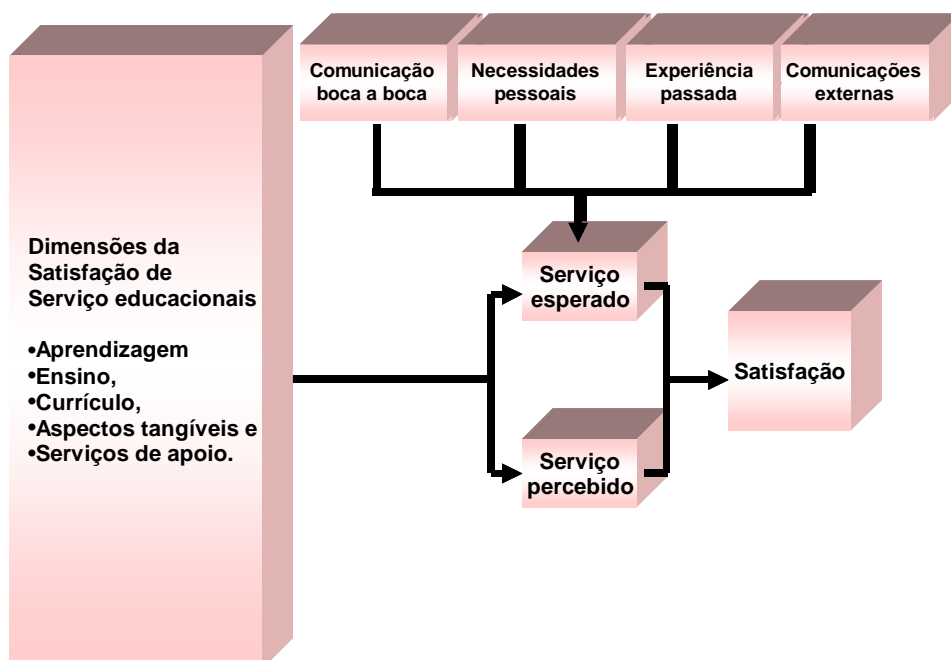 Comunicação
boca a boca
Necessidades
pessoais
Experiência
passada
Comunicações
externas
Dimensões da
Satisfação de
Serviço educacionais
•Aprendizagem
•Ensino,
•Currículo,
•Aspectos tangíveis e
•Serviços de apoio.
Serviço
esperado
Satisfação
Serviço
percebido